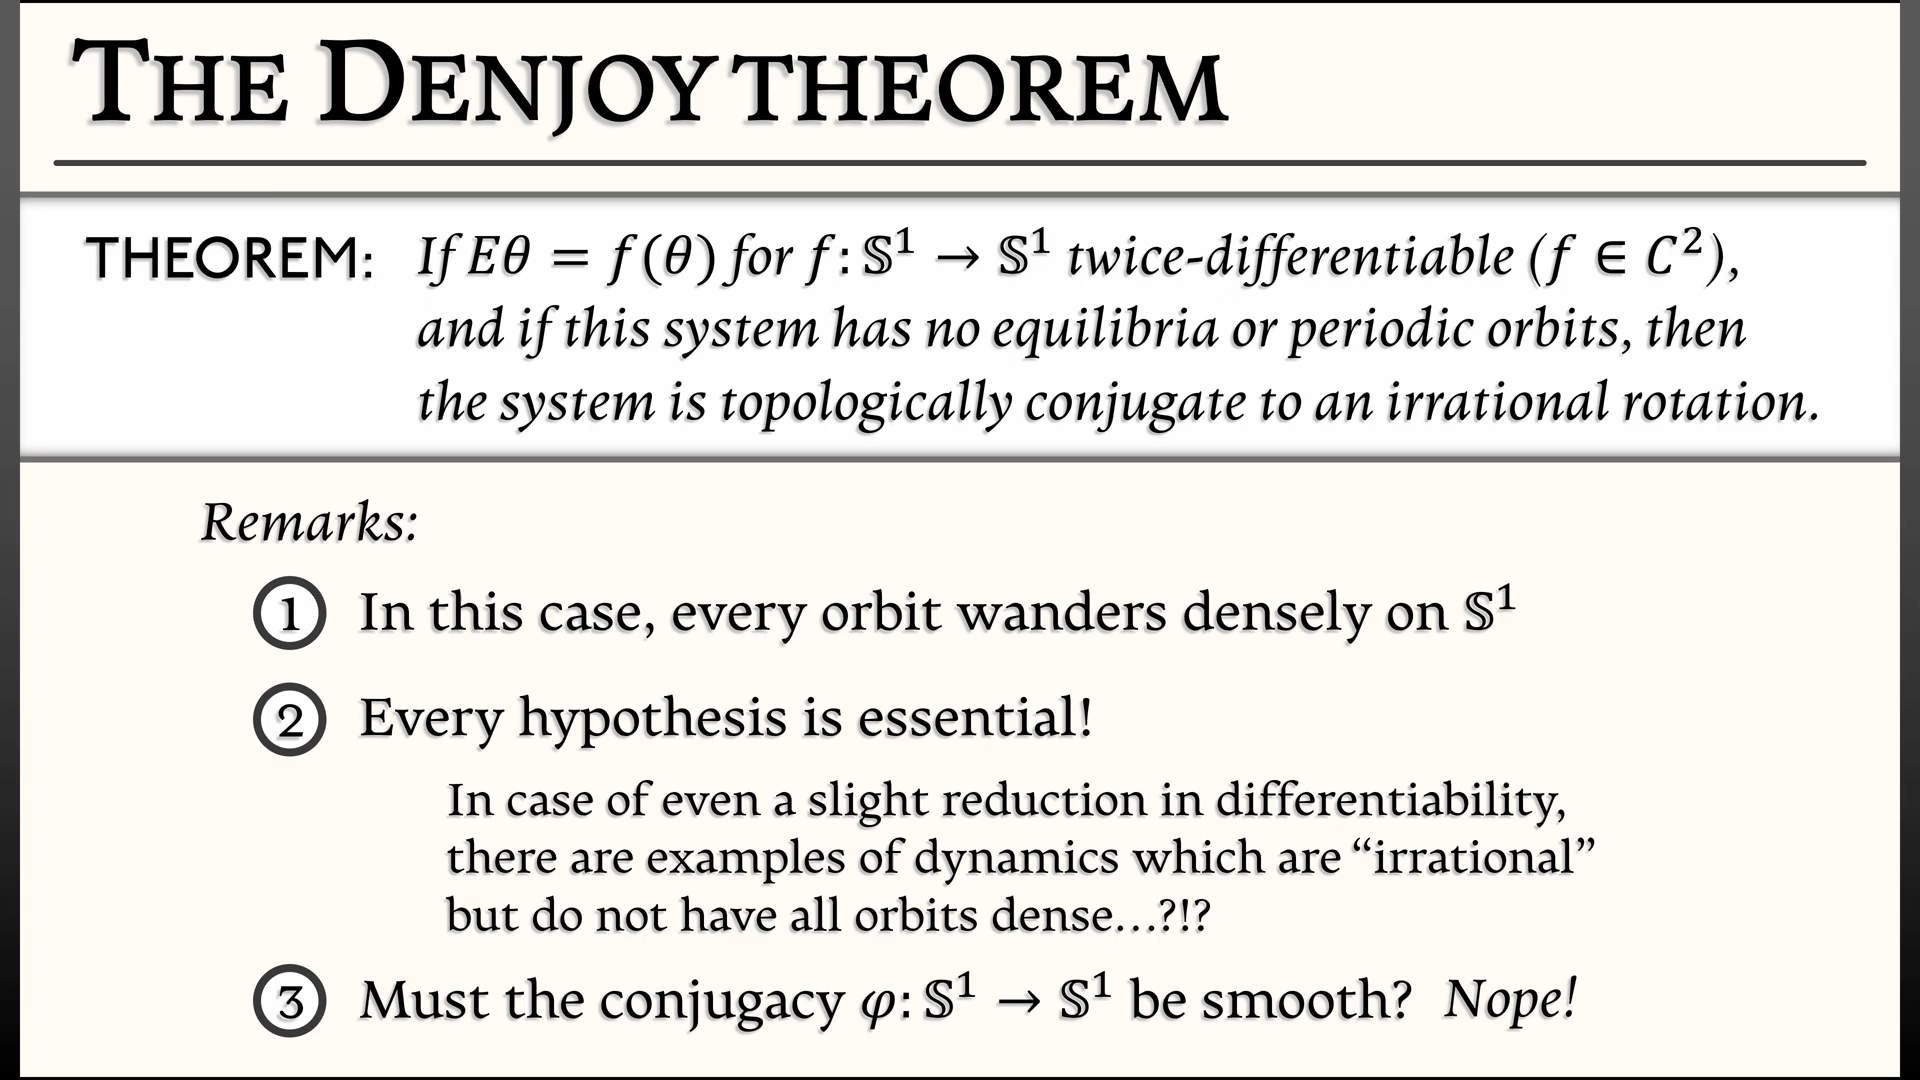 THE DENJOY THEOREM
THEOREM: If Eθ = f(θ) for f: 𝕊¹ → 𝕊¹ twice-differentiable (f ∈ C²),
and if this system has no equilibria or periodic orbits, then
the system is topologically conjugate to an irrational rotation.
Remarks:
1 In this case, every orbit wanders densely on 𝕊¹
2 Every hypothesis is essential!
In case of even a slight reduction in differentiability,
there are examples of dynamics which are “irrational”
but do not have all orbits dense...?!?
3 Must the conjugacy φ: 𝕊¹ → 𝕊¹ be smooth? Nope!